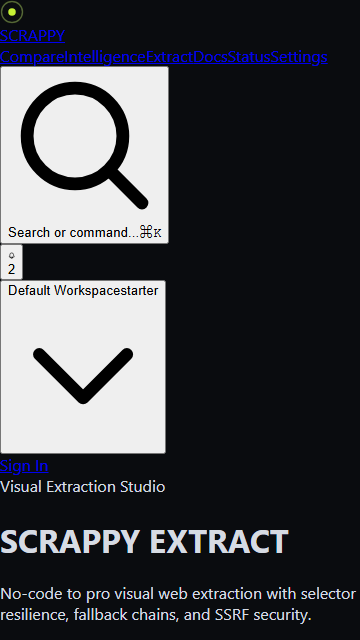 SCRAPPY
CompareIntelligenceExtractDocsStatusSettings
Search or command...⌘K
2
Default Workspacestarter
Sign In
Visual Extraction Studio
SCRAPPY EXTRACT
No-code to pro visual web extraction with selector
resilience, fallback chains, and SSRF security.